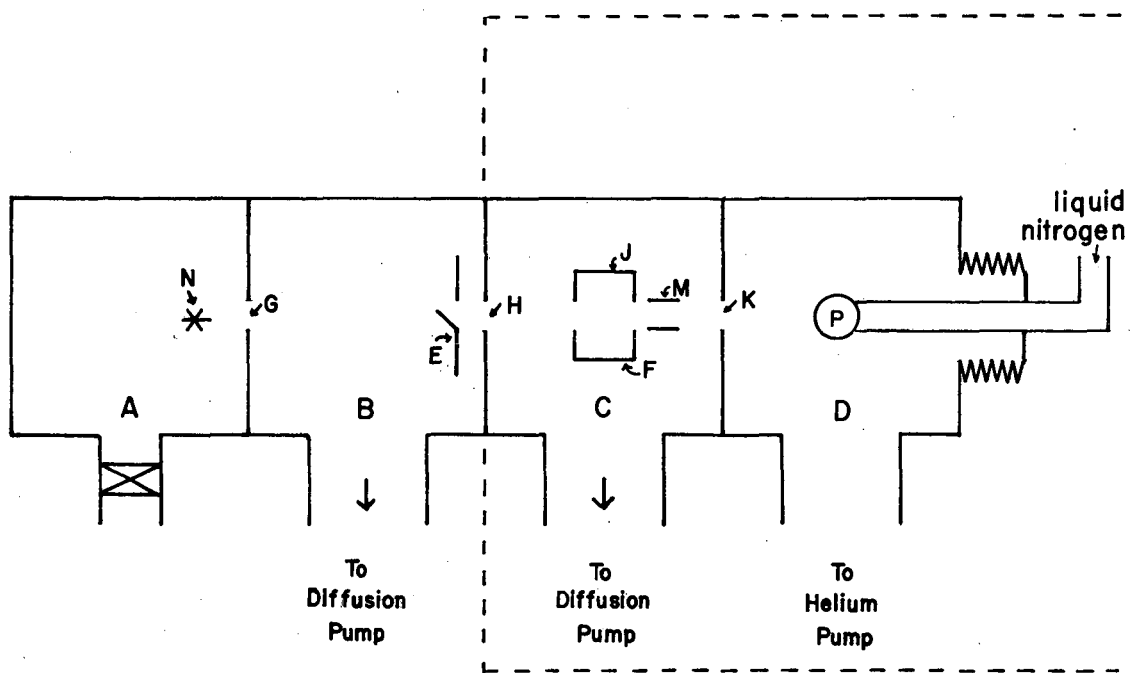 liquid
nitrogen
N
G
J
M
H
K
P
E
F
A
B
C
D
To
Diffusion
Pump
To
Diffusion
Pump
To
Helium
Pump